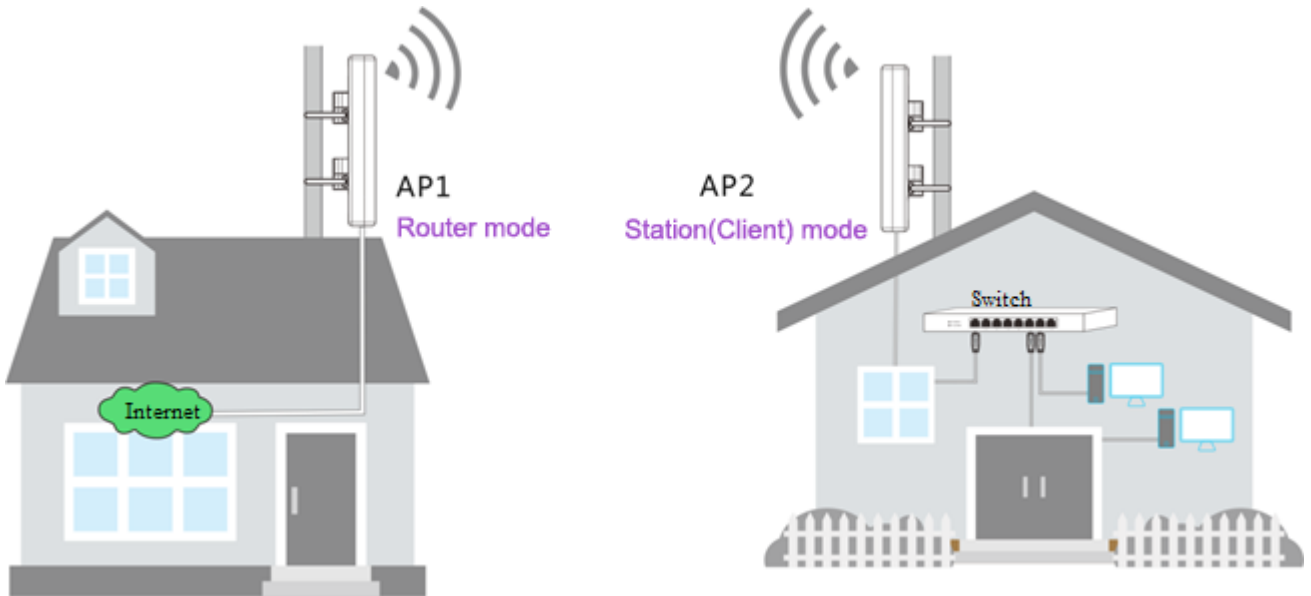 AP1
Router mode
AP2
Station(Client) mode
Switch
Internet